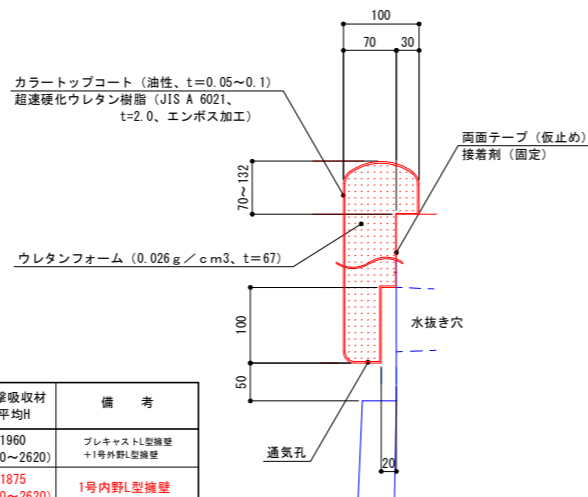 100
70
30
カラートップコート（油性、t=0.05~0.1）
超速硬化ウレタン樹脂（JIS A 6021、
t=2.0、エンボス加工）
両面テープ（仮止め）
接着剤（固定）
70~132
ウレタンフォーム（0.026ｇ／ｃｍ3、t=67）
100
水抜き穴
50
通気孔
20
撃吸収材
平均H
備　考
1960
0~2620)
プレキャストL型擁壁
+1号外野L型擁壁
1875
0~2620)
1号内野L型擁壁